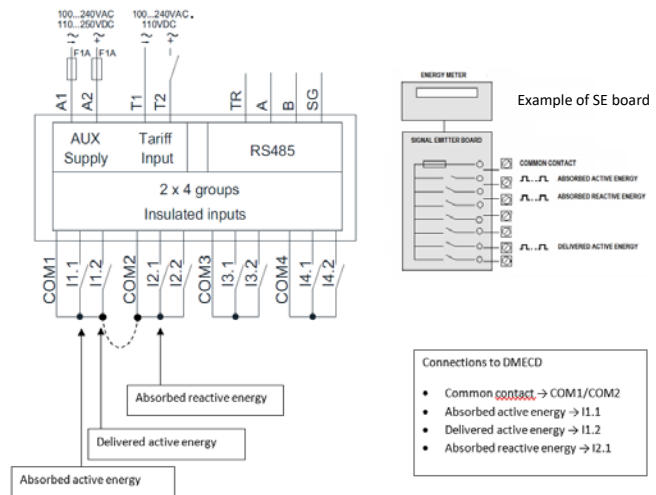 100...240VAC
110...250VDC
100...240VAC.
110VDC
F1A
F1A
A1
A2
T1
T2
TR
A
B
SG
AUX
Supply
Tariff
Input
RS485
2 x 4 groups
Insulated inputs
COM1
I1.1
I1.2
COM2
I2.1
I2.2
COM3
I3.1
I3.2
COM4
I4.1
I4.2
Absorbed reactive energy
Delivered active energy
Absorbed active energy
ENERGY METER
Example of SE board
SIGNAL EMITTER BOARD
COMMON CONTACT
ABSORBED ACTIVE ENERGY
ABSORBED REACTIVE ENERGY
DELIVERED ACTIVE ENERGY
Connections to DMECD
• Common contact → COM1/COM2
• Absorbed active energy → I1.1
• Delivered active energy → I1.2
• Absorbed reactive energy → I2.1